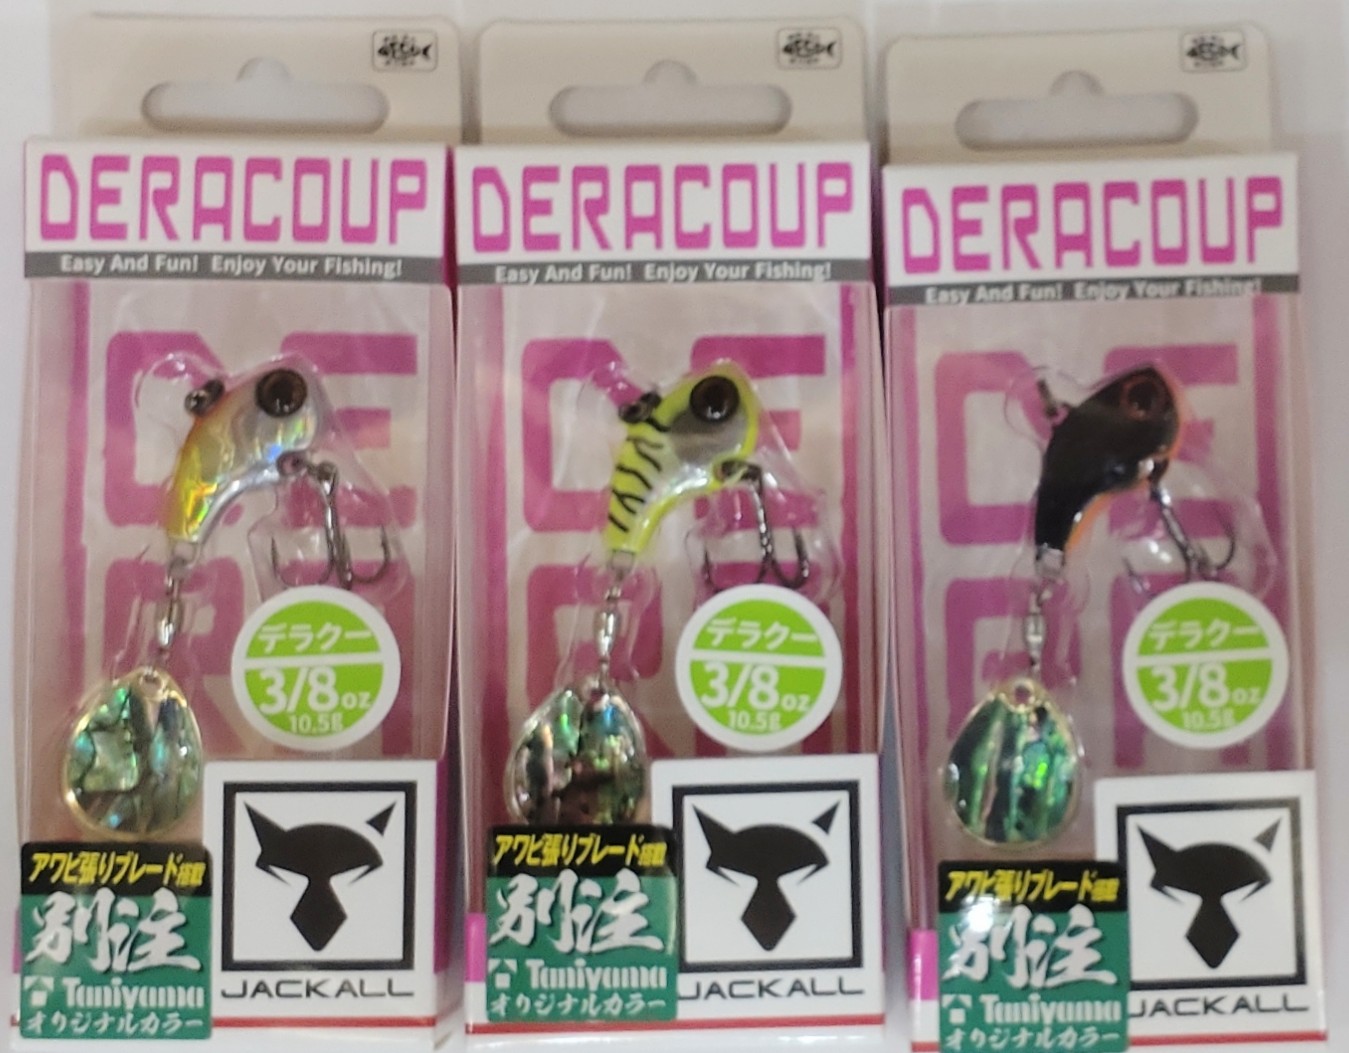 DERACOUP
Easy And Fun! Enjoy Your Fishing!
DE
R
デラクー
3/8oz
10.5g
アワビ張りブレード搭載
別注
Taniyama
オリジナルカラー
JACKALL
DERACOUP
Easy And Fun! Enjoy Your Fishing!
DE
RA
デラクー
3/8oz
10.5g
アワビ張りブレード搭載
別注
Taniyama
オリジナルカラー
JACKALL
DERACOUP
Easy And Fun! Enjoy Your Fishing!
DE
RA
デラクー
3/8oz
10.5g
アワビ張りブレード搭載
別注
Taniyama
オリジナルカラー
JACKALL